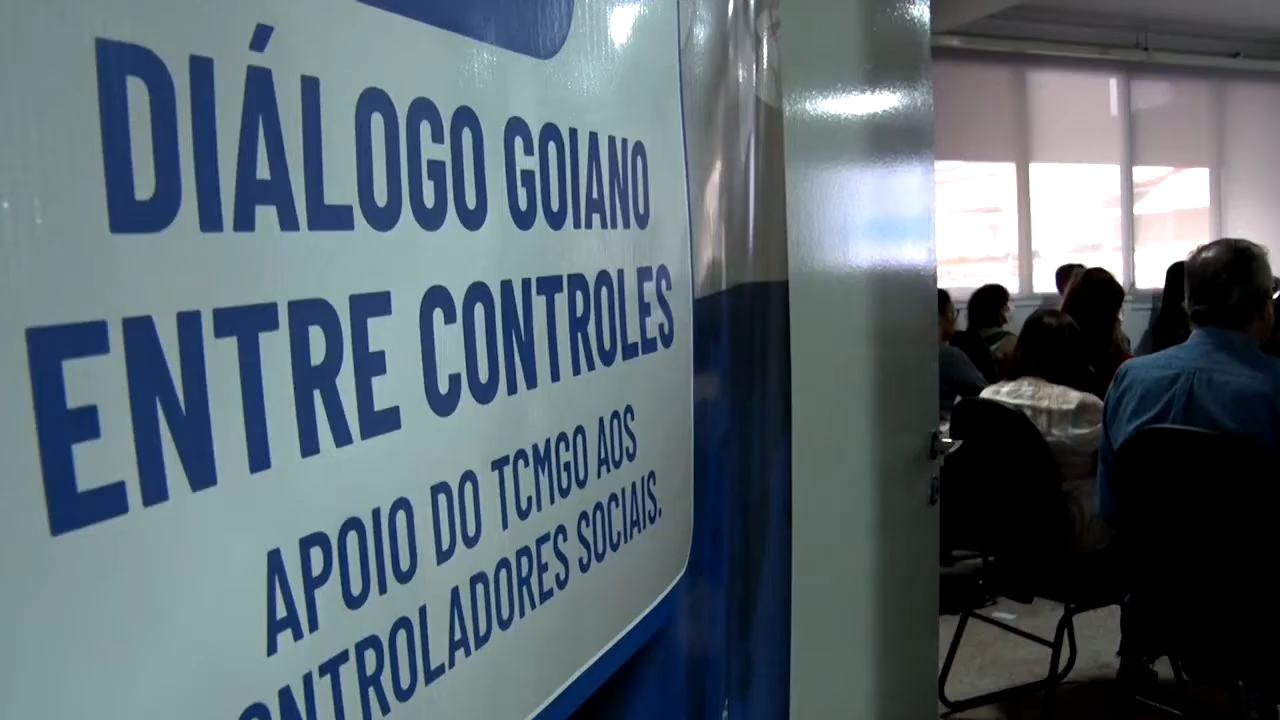 DIÁLOGO GOIANO
ENTRE CONTROLES
APOIO DO TCMGO AOS
CONTROLADORES SOCIAIS.